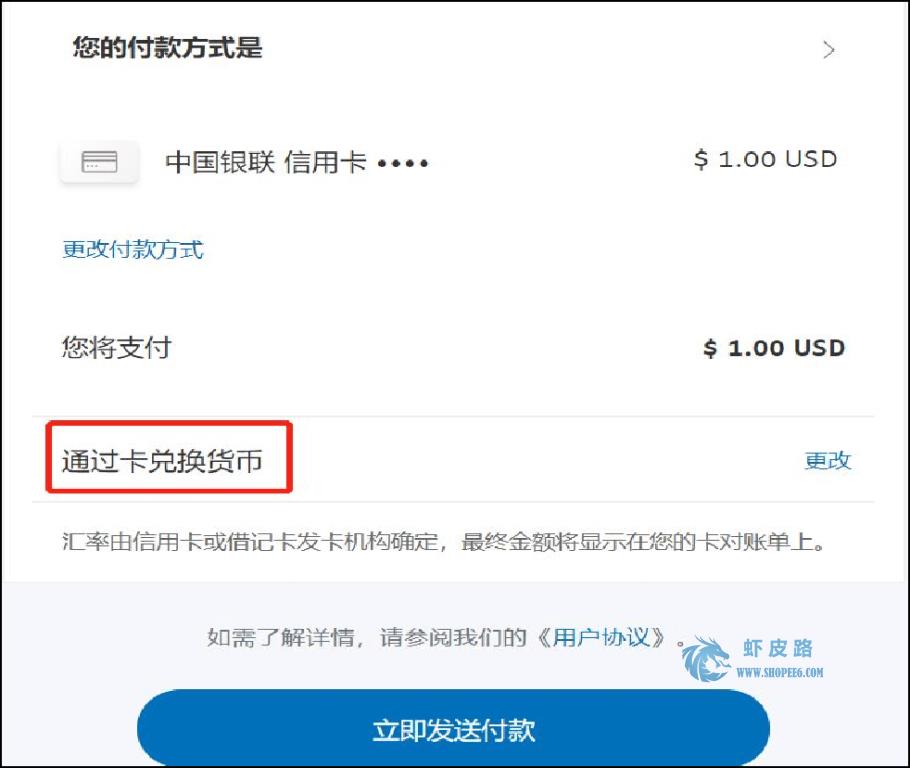 您的付款方式是
中国银联 信用卡 •••• $ 1.00 USD
更改付款方式
您将支付 $ 1.00 USD
通过卡兑换货币 更改
汇率由信用卡或借记卡发卡机构确定，最终金额将显示在您的卡对账单上。
如需了解详情，请参阅我们的《用户协议》。
虾皮路
WWW.SHOPEE6.COM
立即发送付款